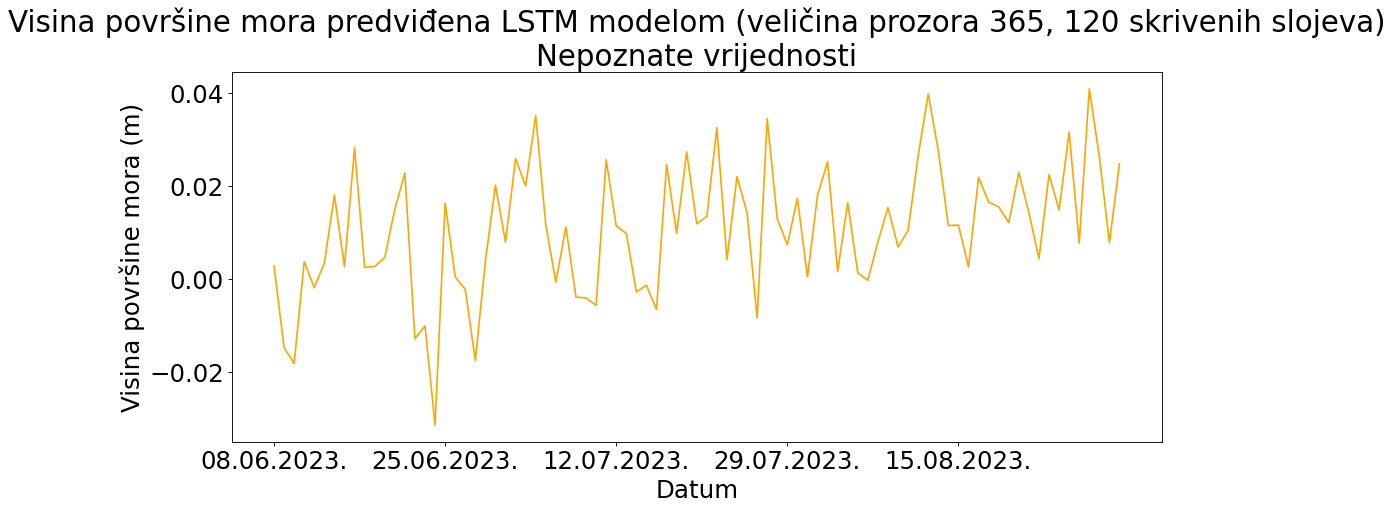 Visina površine mora predviđena LSTM modelom (veličina prozora 365, 120 skrivenih slojeva)
Nepoznate vrijednosti
Visina površine mora (m)
0.04
0.02
0.00
−0.02
08.06.2023. 25.06.2023. 12.07.2023. 29.07.2023. 15.08.2023.
Datum